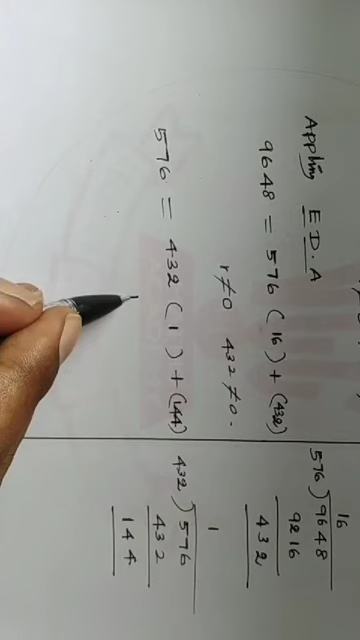 Applying E.D.A
9648 = 576 ( 16 ) + (432)
r ≠ 0 432 ≠ 0.
576 = 432 ( 1 ) + (144)
16
576 ) 9648
9216
432
1
432 ) 576
432
144